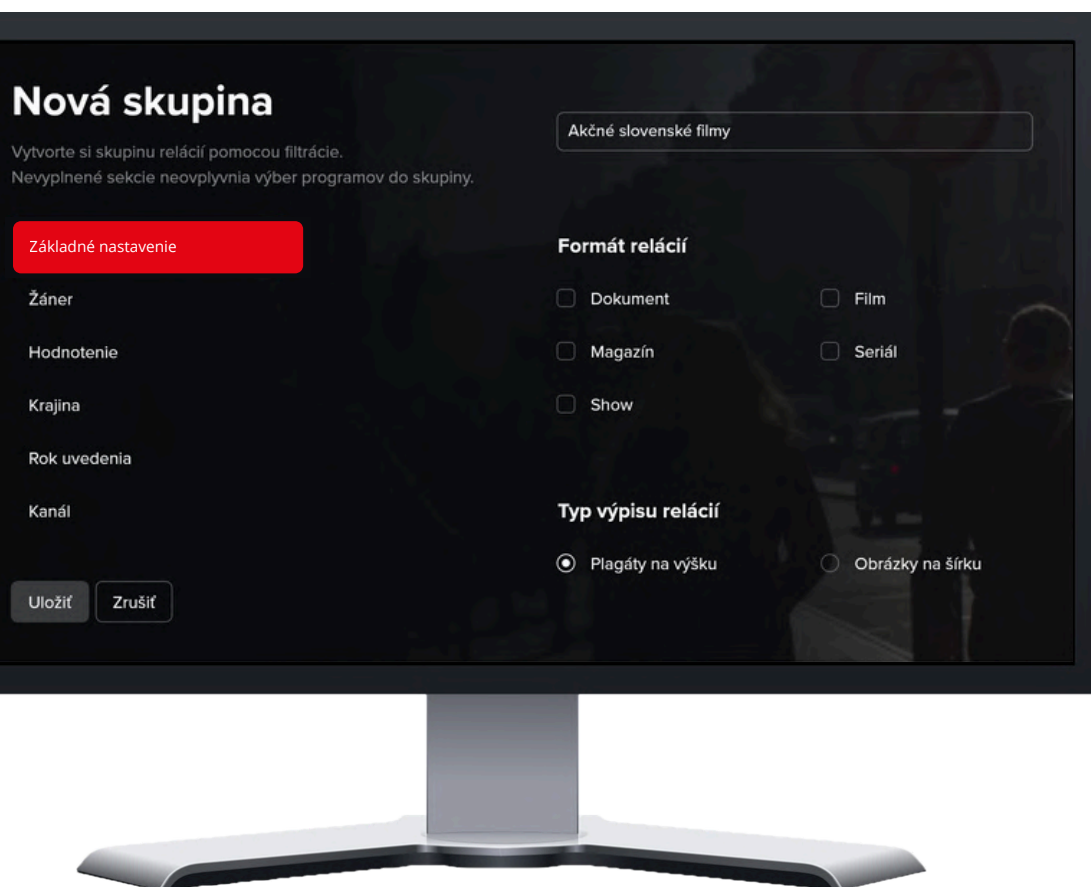 Nová skupina
Vytvorte si skupinu relácií pomocou filtrácie.
Nevyplnené sekcie neovplyvnia výber programov do skupiny.
Základné nastavenie
Žáner
Hodnotenie
Krajina
Rok uvedenia
Kanál
Uložiť
Zrušiť
Akčné slovenské filmy
Formát relácií
Dokument
Film
Magazín
Seriál
Show
Typ výpisu relácií
Plagáty na výšku
Obrázky na šírku